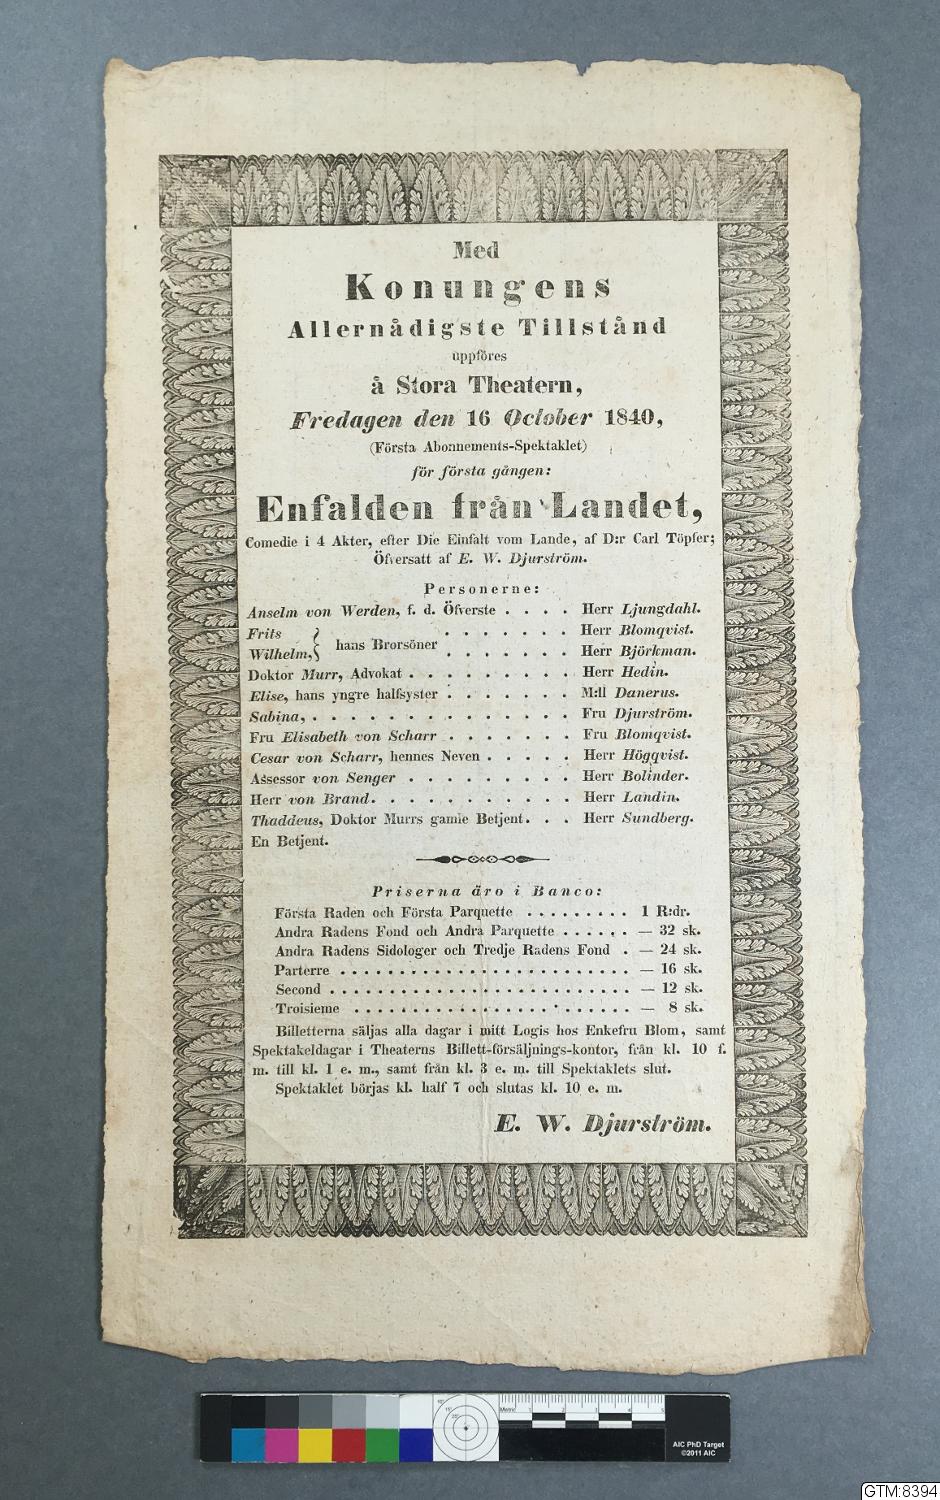 Med
Konungens
Allernådigste Tillstånd
uppföres
å Stora Theatern,
Fredagen den 16 October 1840,
(Första Abonnements-Spektaklet)
för första gången:
Enfalden från Landet,
Comedie i 4 Akter, efter Die Einfalt vom Lande, af D:r Carl Töpfer;
Öfversatt af E. W. Djurström.
Personerne:
Anselm von Werden, f. d. Öfverste . . . . Herr Ljungdahl.
Frits } hans Brorsöner . . . . . . . Herr Blomqvist.
Wilhelm, } . . . . . . . Herr Björkman.
Doktor Murr, Advokat . . . . . . . . . Herr Hedin.
Elise, hans yngre halfsyster . . . . . . . M:ll Danerus.
Sabina, . . . . . . . . . . . . . . . Fru Djurström.
Fru Elisabeth von Scharr . . . . . . . Fru Blomqvist.
Cesar von Scharr, hennes Neven . . . . . Herr Högqvist.
Assessor von Senger . . . . . . . . . Herr Bolinder.
Herr von Brand. . . . . . . . . . . Herr Landin.
Thaddeus, Doktor Murrs gamle Betjent. . . Herr Sundberg.
En Betjent.
Priserna äro i Banco:
Första Raden och Första Parquette . . . . . . . . . 1 R:dr.
Andra Radens Fond och Andra Parquette . . . . . . — 32 sk.
Andra Radens Sidologer och Tredje Radens Fond . — 24 sk.
Parterre . . . . . . . . . . . . . . . . . . . . . . . . — 16 sk.
Second . . . . . . . . . . . . . . . . . . . . . . . . . — 12 sk.
Troisieme . . . . . . . . . . . . . . . . . . . . . . . — 8 sk.
Billetterna säljas alla dagar i mitt Logis hos Enkefru Blom, samt
Spektakeldagar i Theaterns Billett-försäljnings-kontor, från kl. 10 f.
m. till kl. 1 e. m., samt från kl. 3 e. m. till Spektaklets slut.
Spektaklet börjas kl. half 7 och slutas kl. 10 e. m.
E. W. Djurström.
AIC PhD Target
©2011 AIC
GTM:8394